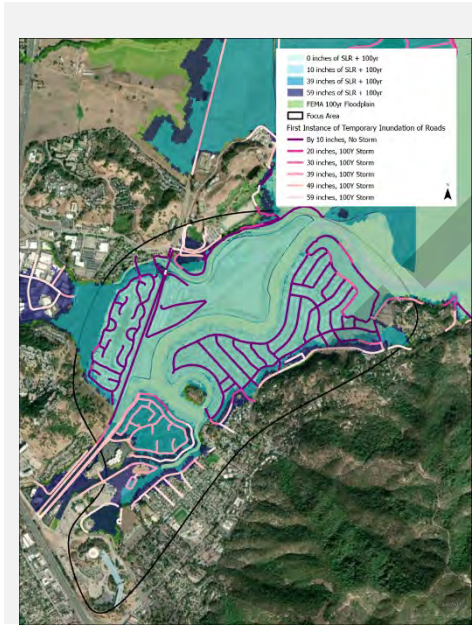 0 inches of SLR + 100yr
10 inches of SLR + 100yr
39 inches of SLR + 100yr
59 inches of SLR + 100yr
FEMA 100yr Floodplain
Focus Area
First Instance of Temporary Inundation of Roads
By 10 inches, No Storm
20 inches, 100Y Storm
30 inches, 100Y Storm
39 inches, 100Y Storm
49 inches, 100Y Storm
59 inches, 100Y Storm